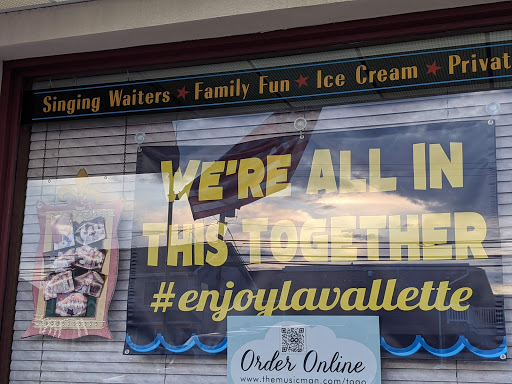 Singing Waiters ★ Family Fun ★ Ice Cream ★ Privat
WE'RE ALL IN
THIS TOGETHER
#enjoylavallette
Order Online
www.themusicman.com/togo